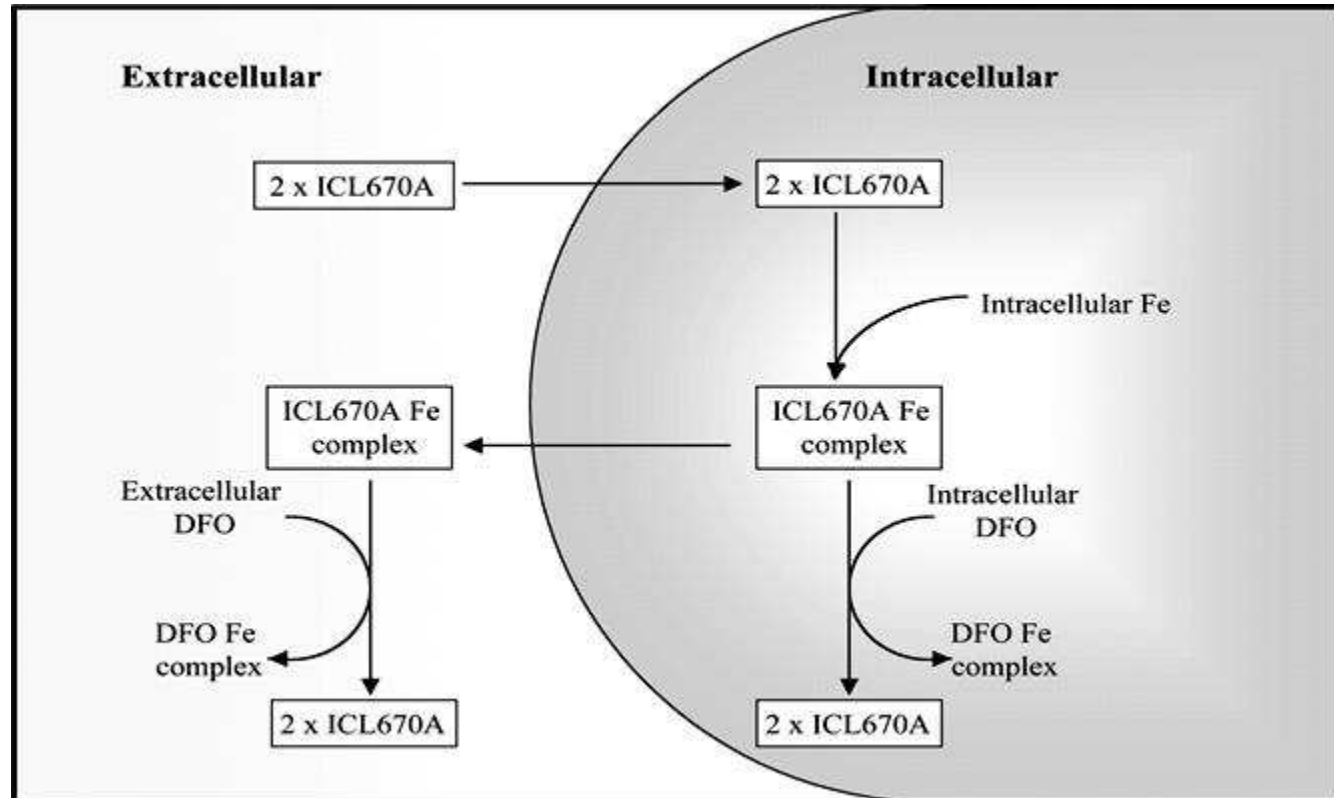 Extracellular
Intracellular
2 x ICL670A
2 x ICL670A
Intracellular Fe
ICL670A Fe
complex
ICL670A Fe
complex
Extracellular
DFO
Intracellular
DFO
DFO Fe
complex
DFO Fe
complex
2 x ICL670A
2 x ICL670A